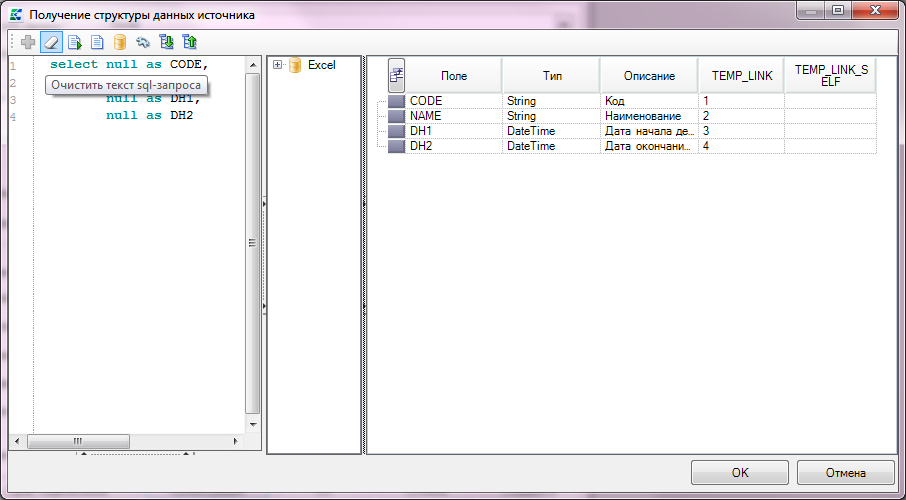 Получение структуры данных источника
1 select null as CODE,
2
Очистить текст sql-запроса
3 null as DH1,
4 null as DH2
Excel
Поле Тип Описание TEMP_LINK TEMP_LINK_S
ELF
CODE String Код 1
NAME String Наименование 2
DH1 DateTime Дата начала де... 3
DH2 DateTime Дата окончани... 4
OK Отмена